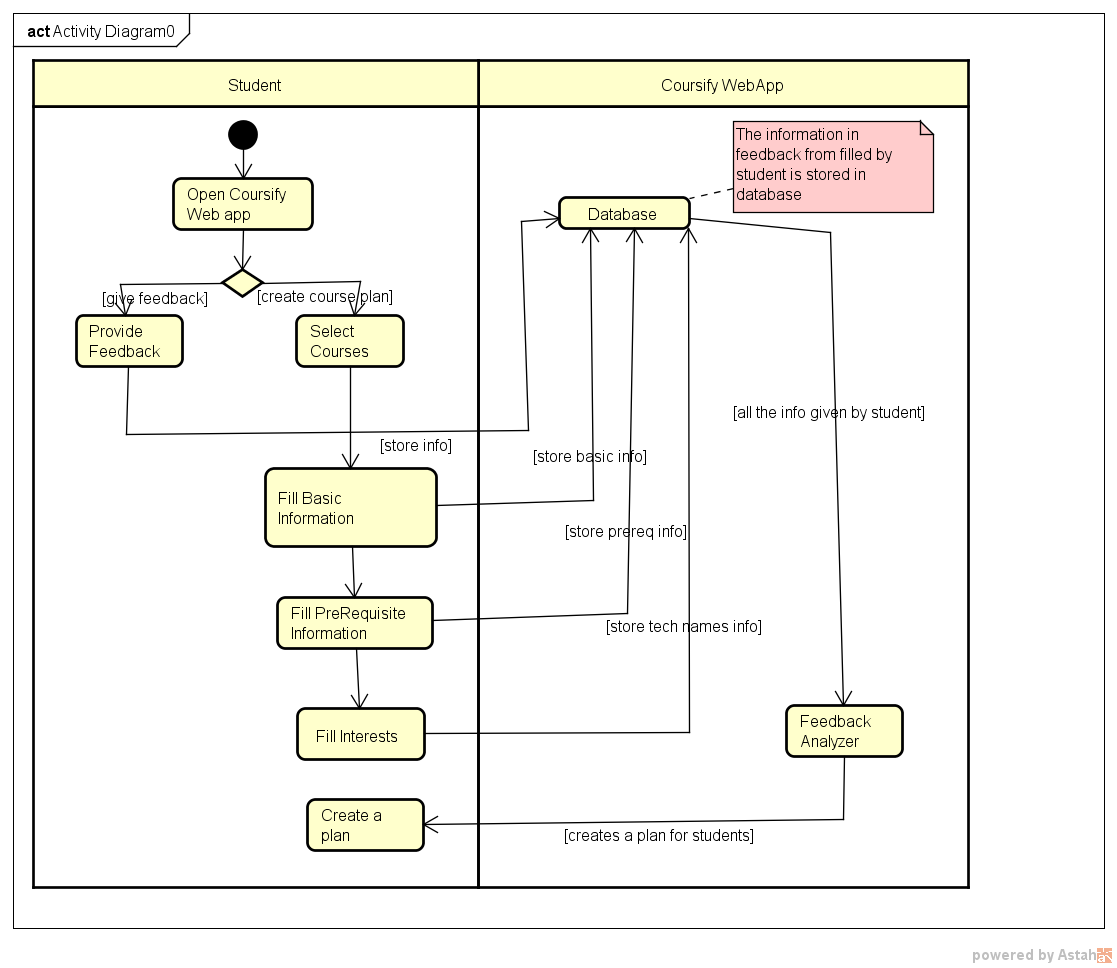 act Activity Diagram0
Student
Coursify WebApp
The information in
feedback from filled by
student is stored in
database
Open Coursify
Web app
Database
[give feedback]
[create course plan]
Provide
Feedback
Select
Courses
[all the info given by student]
[store info]
[store basic info]
Fill Basic
Information
[store prereq info]
Fill PreRequisite
Information
[store tech names info]
Fill Interests
Feedback
Analyzer
Create a
plan
[creates a plan for students]
powered by Astah